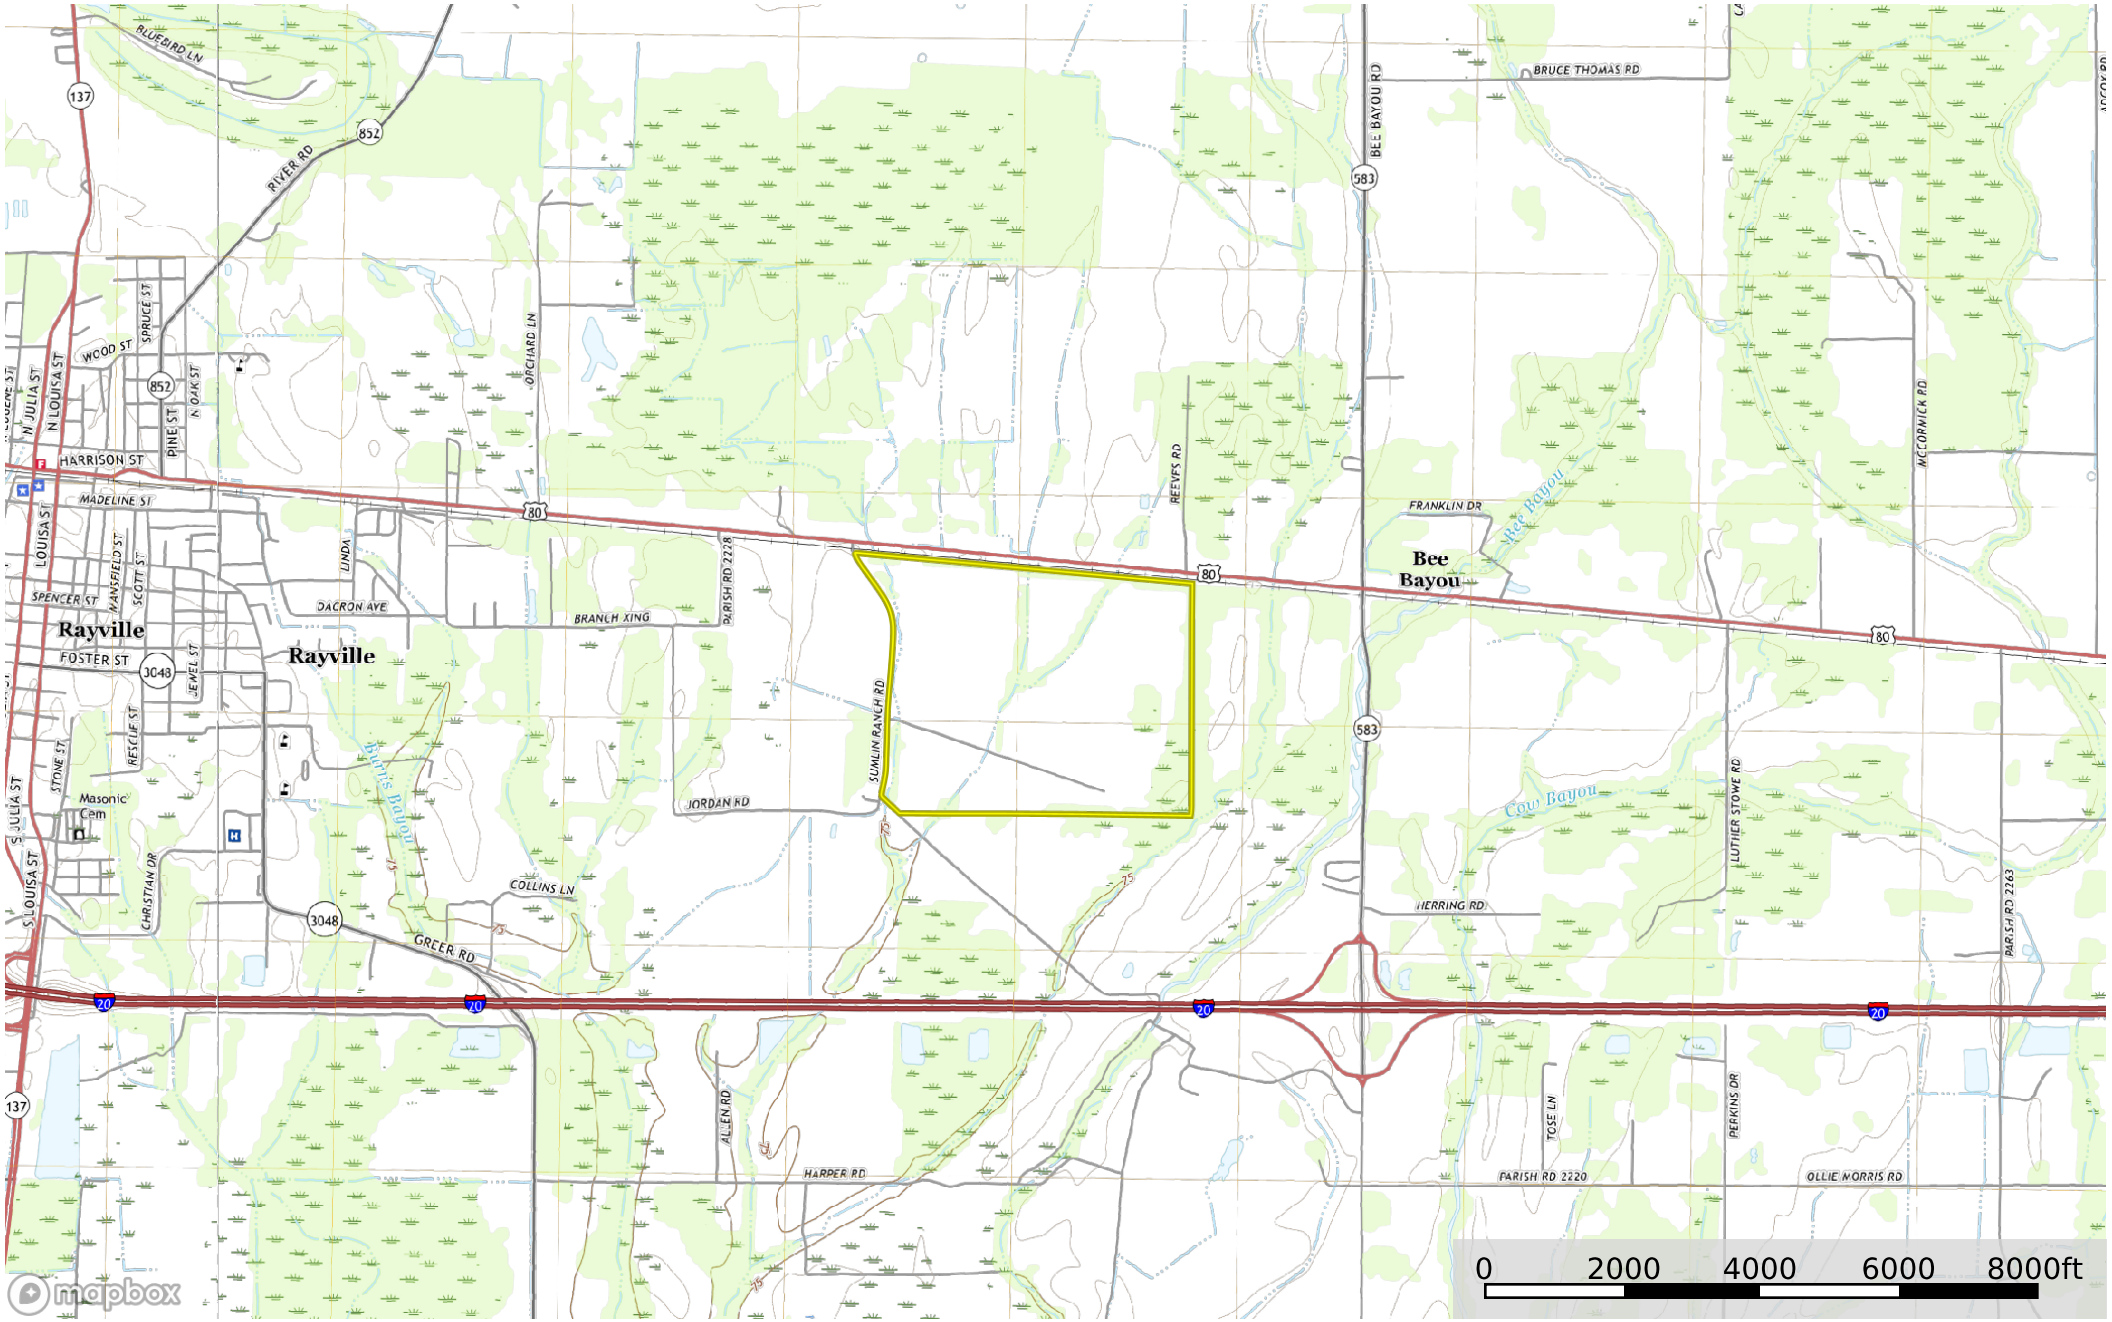 BLUEBIRD LN
137
852
RIVER RD
BEE BAYOU RD
583
BRUCE THOMAS RD
SPRUCE ST
WOOD ST
852
N OAK ST
PINE ST
N JULIA ST
N LOUISA ST
ORCHARD LN
HARRISON ST
F
MADELINE ST
LOUISA ST
MANSFIELD ST
SCOTT ST
LINDA
80
PARISH RD 2228
REEVES RD
80
FRANKLIN DR
Bee Bayou
Bee
Bayou
MCCORNICK RD
80
SPENCER ST
Rayville
DACRON AVE
BRANCH XING
Rayville
FOSTER ST
3048
JEWEL ST
RESCUE ST
STONE ST
SUMLIN RANCH RD
583
Burns Bayou
JORDAN RD
Masonic
Cem
H
S JULIA ST
S LOUISA ST
CHRISTIAN DR
Cow Bayou
LUTHER STOWE RD
75
75
75
75
COLLINS LN
3048
GREER RD
HERRING RD
PARISH RD 2263
20
20
20
20
137
ALLEN RD
75
TOSE LN
PERKINS DR
HARPER RD
PARISH RD 2220
OLLIE MORRIS RD
75
0 2000 4000 6000 8000ft
mapbox